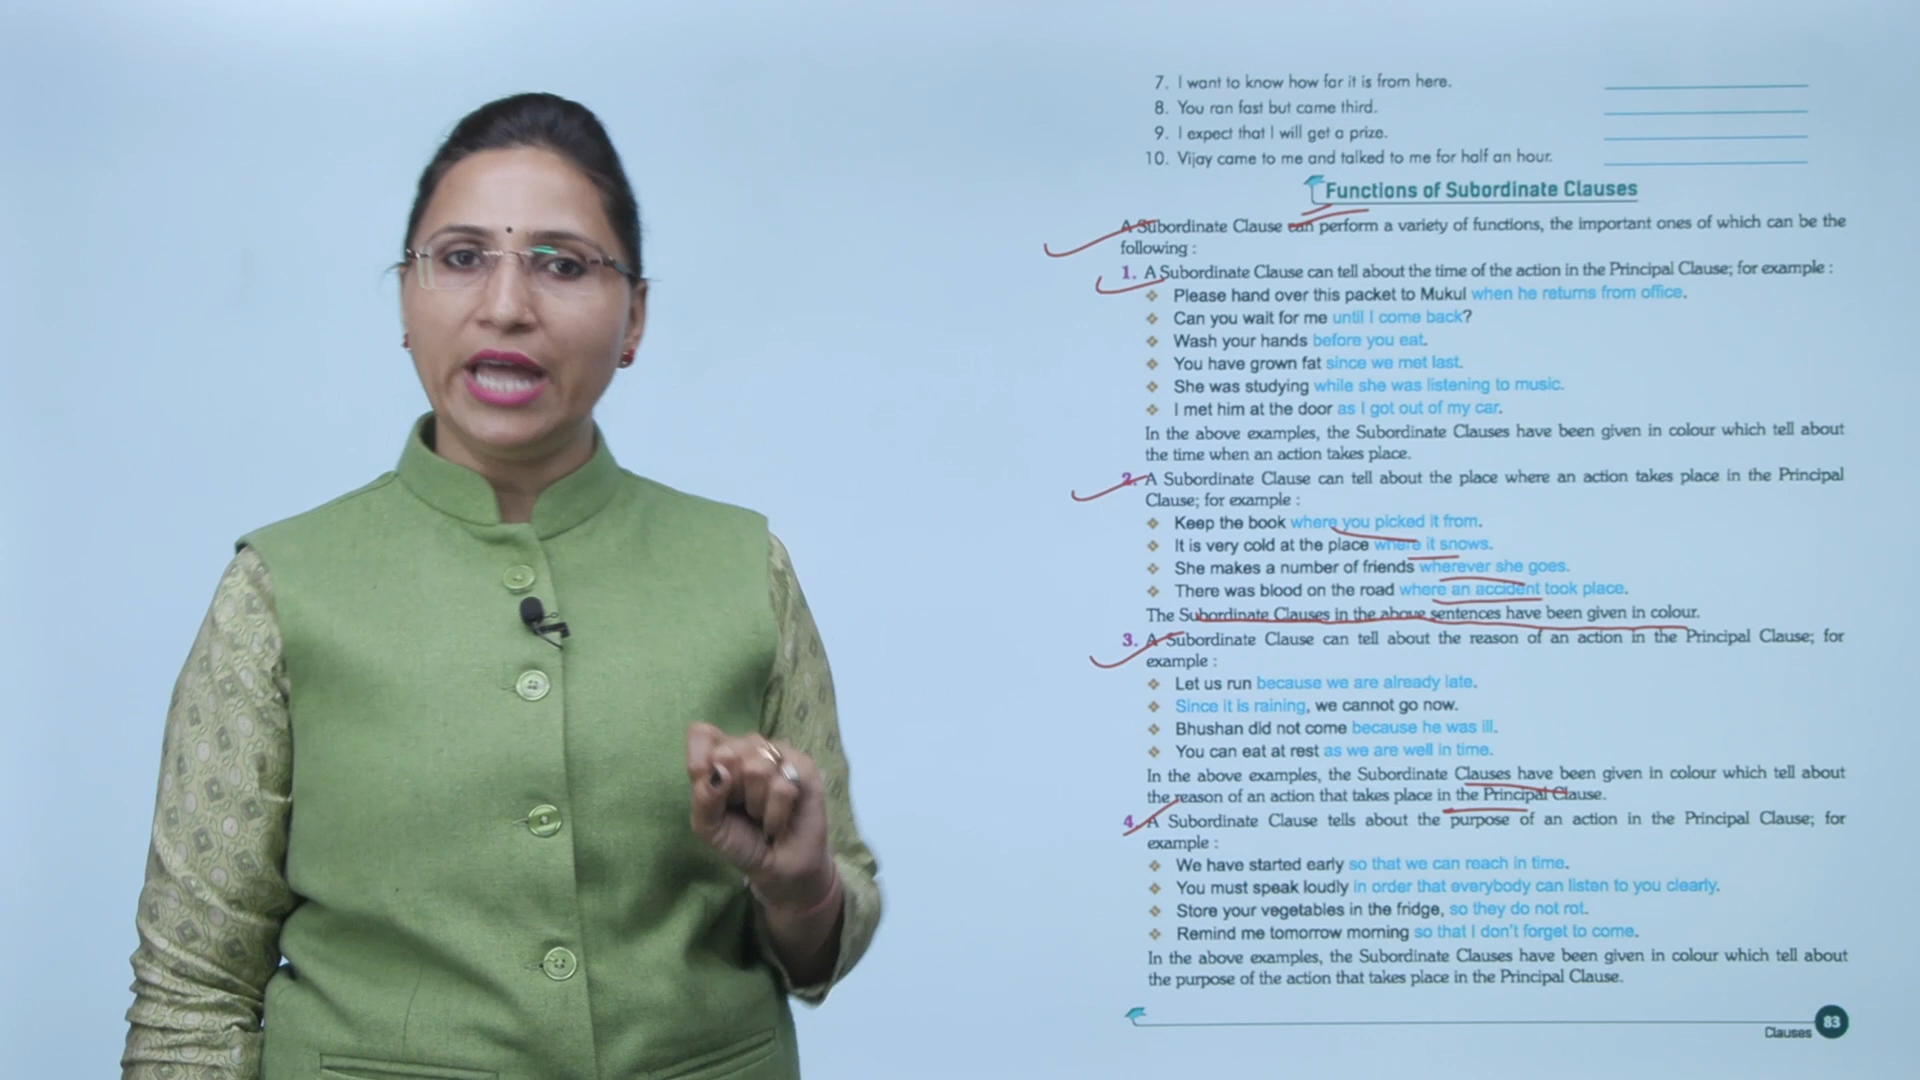 7. I want to know how far it is from here.
8. You ran fast but came third.
9. I expect that I will get a prize.
10. Vijay came to me and talked to me for half an hour.
Functions of Subordinate Clauses
A Subordinate Clause can perform a variety of functions, the important ones of which can be the
following :
1. A Subordinate Clause can tell about the time of the action in the Principal Clause; for example :
❖ Please hand over this packet to Mukul when he returns from office.
❖ Can you wait for me until I come back?
❖ Wash your hands before you eat.
❖ You have grown fat since we met last.
❖ She was studying while she was listening to music.
❖ I met him at the door as I got out of my car.
In the above examples, the Subordinate Clauses have been given in colour which tell about
the time when an action takes place.
2. A Subordinate Clause can tell about the place where an action takes place in the Principal
Clause; for example :
❖ Keep the book where you picked it from.
❖ It is very cold at the place where it snows.
❖ She makes a number of friends wherever she goes.
❖ There was blood on the road where an accident took place.
The Subordinate Clauses in the above sentences have been given in colour.
3. A Subordinate Clause can tell about the reason of an action in the Principal Clause; for
example :
❖ Let us run because we are already late.
❖ Since it is raining, we cannot go now.
❖ Bhushan did not come because he was ill.
❖ You can eat at rest as we are well in time.
In the above examples, the Subordinate Clauses have been given in colour which tell about
the reason of an action that takes place in the Principal Clause.
4. A Subordinate Clause tells about the purpose of an action in the Principal Clause; for
example :
❖ We have started early so that we can reach in time.
❖ You must speak loudly in order that everybody can listen to you clearly.
❖ Store your vegetables in the fridge, so they do not rot.
❖ Remind me tomorrow morning so that I don't forget to come.
In the above examples, the Subordinate Clauses have been given in colour which tell about
the purpose of the action that takes place in the Principal Clause.
Clauses 83